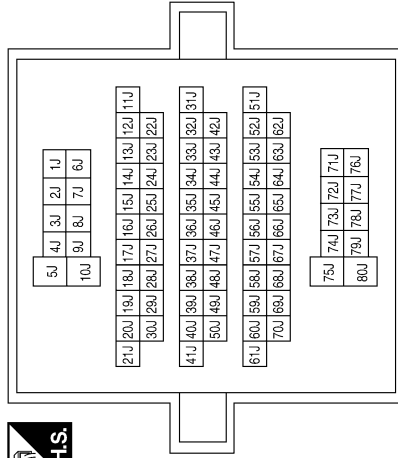 H.S.
5J 4J 3J 2J 1J
10J 9J 8J 7J 6J
21J 20J 19J 18J 17J 16J 15J 14J 13J 12J 11J
30J 29J 28J 27J 26J 25J 24J 23J 22J
41J 40J 39J 38J 37J 36J 35J 34J 33J 32J 31J
50J 49J 48J 47J 46J 45J 44J 43J 42J
61J 60J 59J 58J 57J 56J 55J 54J 53J 52J 51J
70J 69J 68J 67J 66J 65J 64J 63J 62J
75J 74J 73J 72J 71J
80J 79J 78J 77J 76J